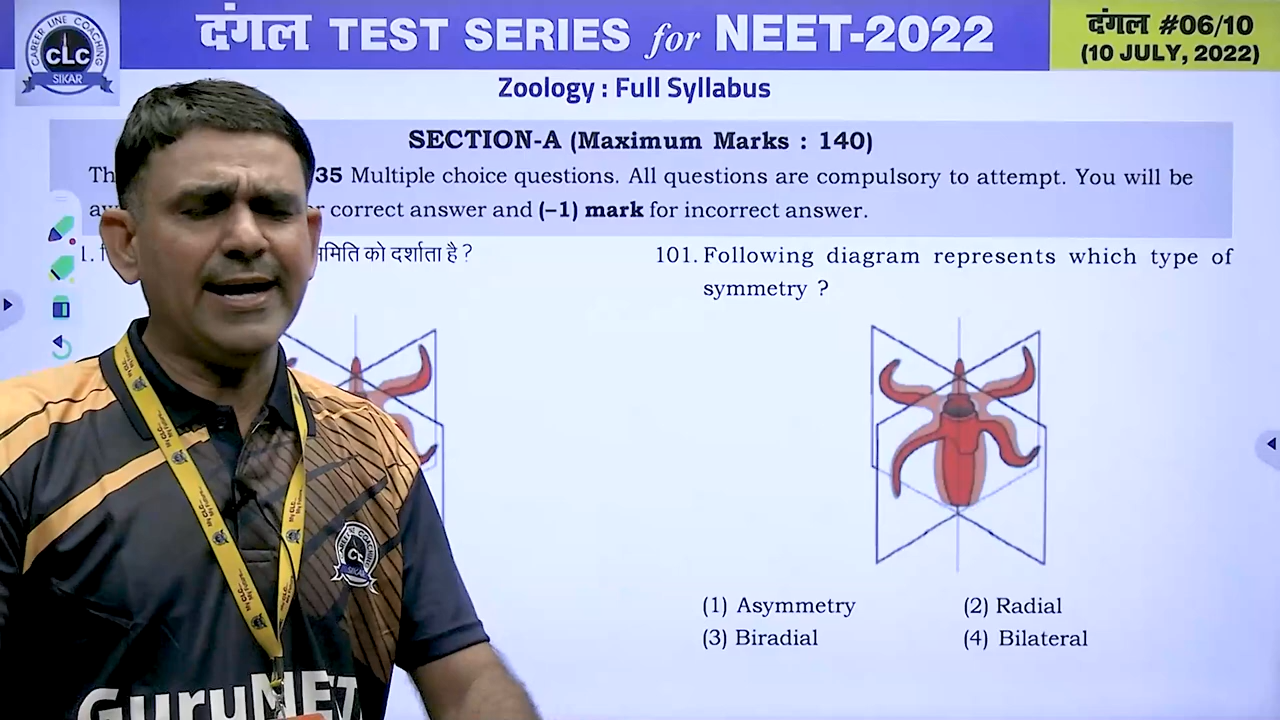 CAREER LINE COACHING
CLC
SIKAR
दंगल TEST SERIES for NEET-2022
दंगल #06/10
(10 JULY, 2022)
Zoology : Full Syllabus
SECTION-A (Maximum Marks : 140)
35 Multiple choice questions. All questions are compulsory to attempt. You will be
correct answer and (–1) mark for incorrect answer.
1.
को दर्शाता है ?
101. Following diagram represents which type of
symmetry ?
(1) Asymmetry
(2) Radial
(3) Biradial
(4) Bilateral
SIKAR
GuruNET